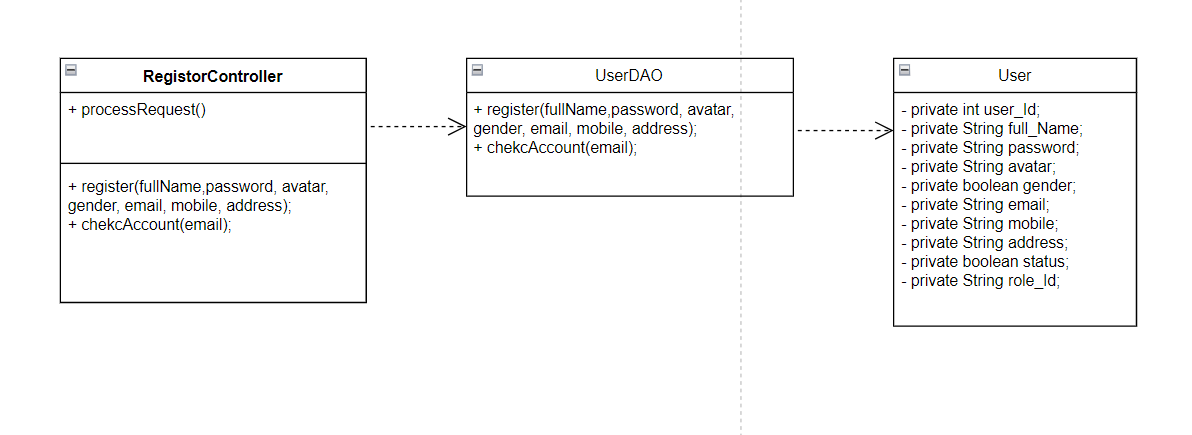 RegistorController
+ processRequest()
+ register(fullName,password, avatar,
gender, email, mobile, address);
+ chekcAccount(email);
UserDAO
+ register(fullName,password, avatar,
gender, email, mobile, address);
+ chekcAccount(email);
User
- private int user_Id;
- private String full_Name;
- private String password;
- private String avatar;
- private boolean gender;
- private String email;
- private String mobile;
- private String address;
- private boolean status;
- private String role_Id;